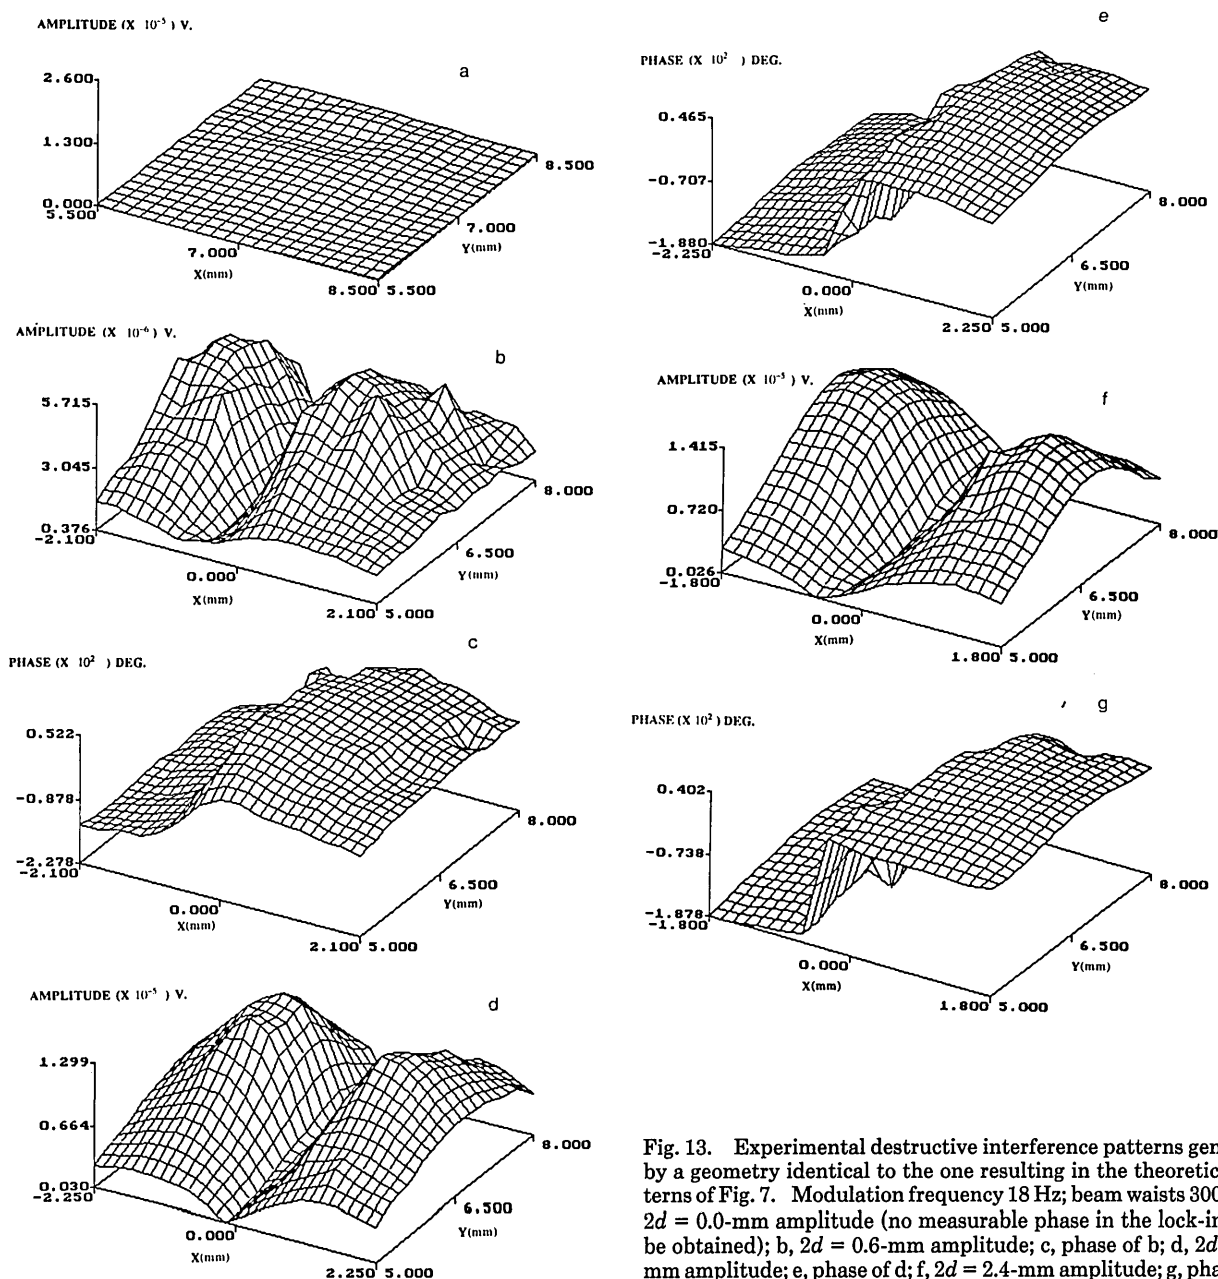 AMPLITUDE (X 10⁻⁵) V.
a
2.600
1.300
0.000
5.500
7.000
X(mm)
8.500 5.500
7.000
Y(mm)
8.500
AMPLITUDE (X 10⁻⁶) V.
b
5.715
3.045
0.376
-2.100
0.000
X(mm)
2.100 5.000
6.500
Y(mm)
8.000
PHASE (X 10²) DEG.
c
0.522
-0.878
-2.278
-2.100
0.000
X(mm)
2.100 5.000
6.500
Y(mm)
8.000
AMPLITUDE (X 10⁻⁵) V.
d
1.299
0.664
0.030
-2.250
0.000
X(mm)
2.250 5.000
6.500
Y(mm)
8.000
e
PHASE (X 10²) DEG.
0.465
-0.707
-1.880
-2.250
0.000
X(mm)
2.250 5.000
6.500
Y(mm)
8.000
AMPLITUDE (X 10⁻⁵) V.
f
1.415
0.720
0.026
-1.800
0.000
X(mm)
1.800 5.000
6.500
Y(mm)
8.000
PHASE (X 10²) DEG.
g
0.402
-0.738
-1.878
-1.800
0.000
X(mm)
1.800 5.000
6.500
Y(mm)
8.000
Fig. 13. Experimental destructive interference patterns gen
by a geometry identical to the one resulting in the theoretic
terns of Fig. 7. Modulation frequency 18 Hz; beam waists 300
2d = 0.0-mm amplitude (no measurable phase in the lock-in
be obtained); b, 2d = 0.6-mm amplitude; c, phase of b; d, 2d
mm amplitude; e, phase of d; f, 2d = 2.4-mm amplitude; g, pha